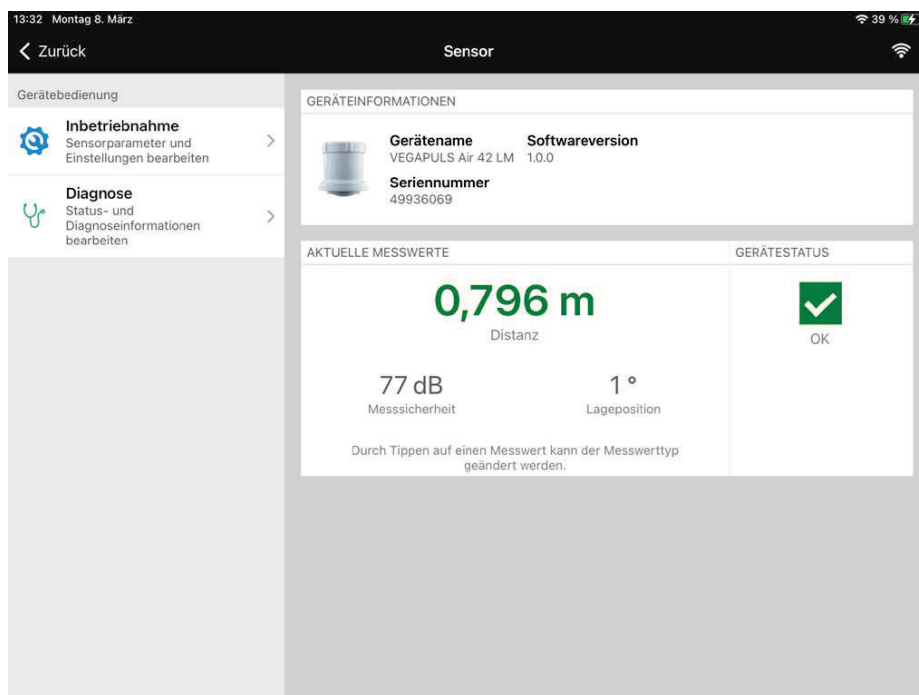 13:32 Montag 8. März
39 %
Zurück
Sensor
Gerätebedienung
Inbetriebnahme
Sensorparameter und
Einstellungen bearbeiten
Diagnose
Status- und
Diagnoseinformationen
bearbeiten
GERÄTEINFORMATIONEN
Gerätename
VEGAPULS Air 42 LM
Softwareversion
1.0.0
Seriennummer
49936069
AKTUELLE MESSWERTE
0,796 m
Distanz
77 dB
Messsicherheit
1 °
Lageposition
Durch Tippen auf einen Messwert kann der Messwerttyp
geändert werden.
GERÄTESTATUS
OK